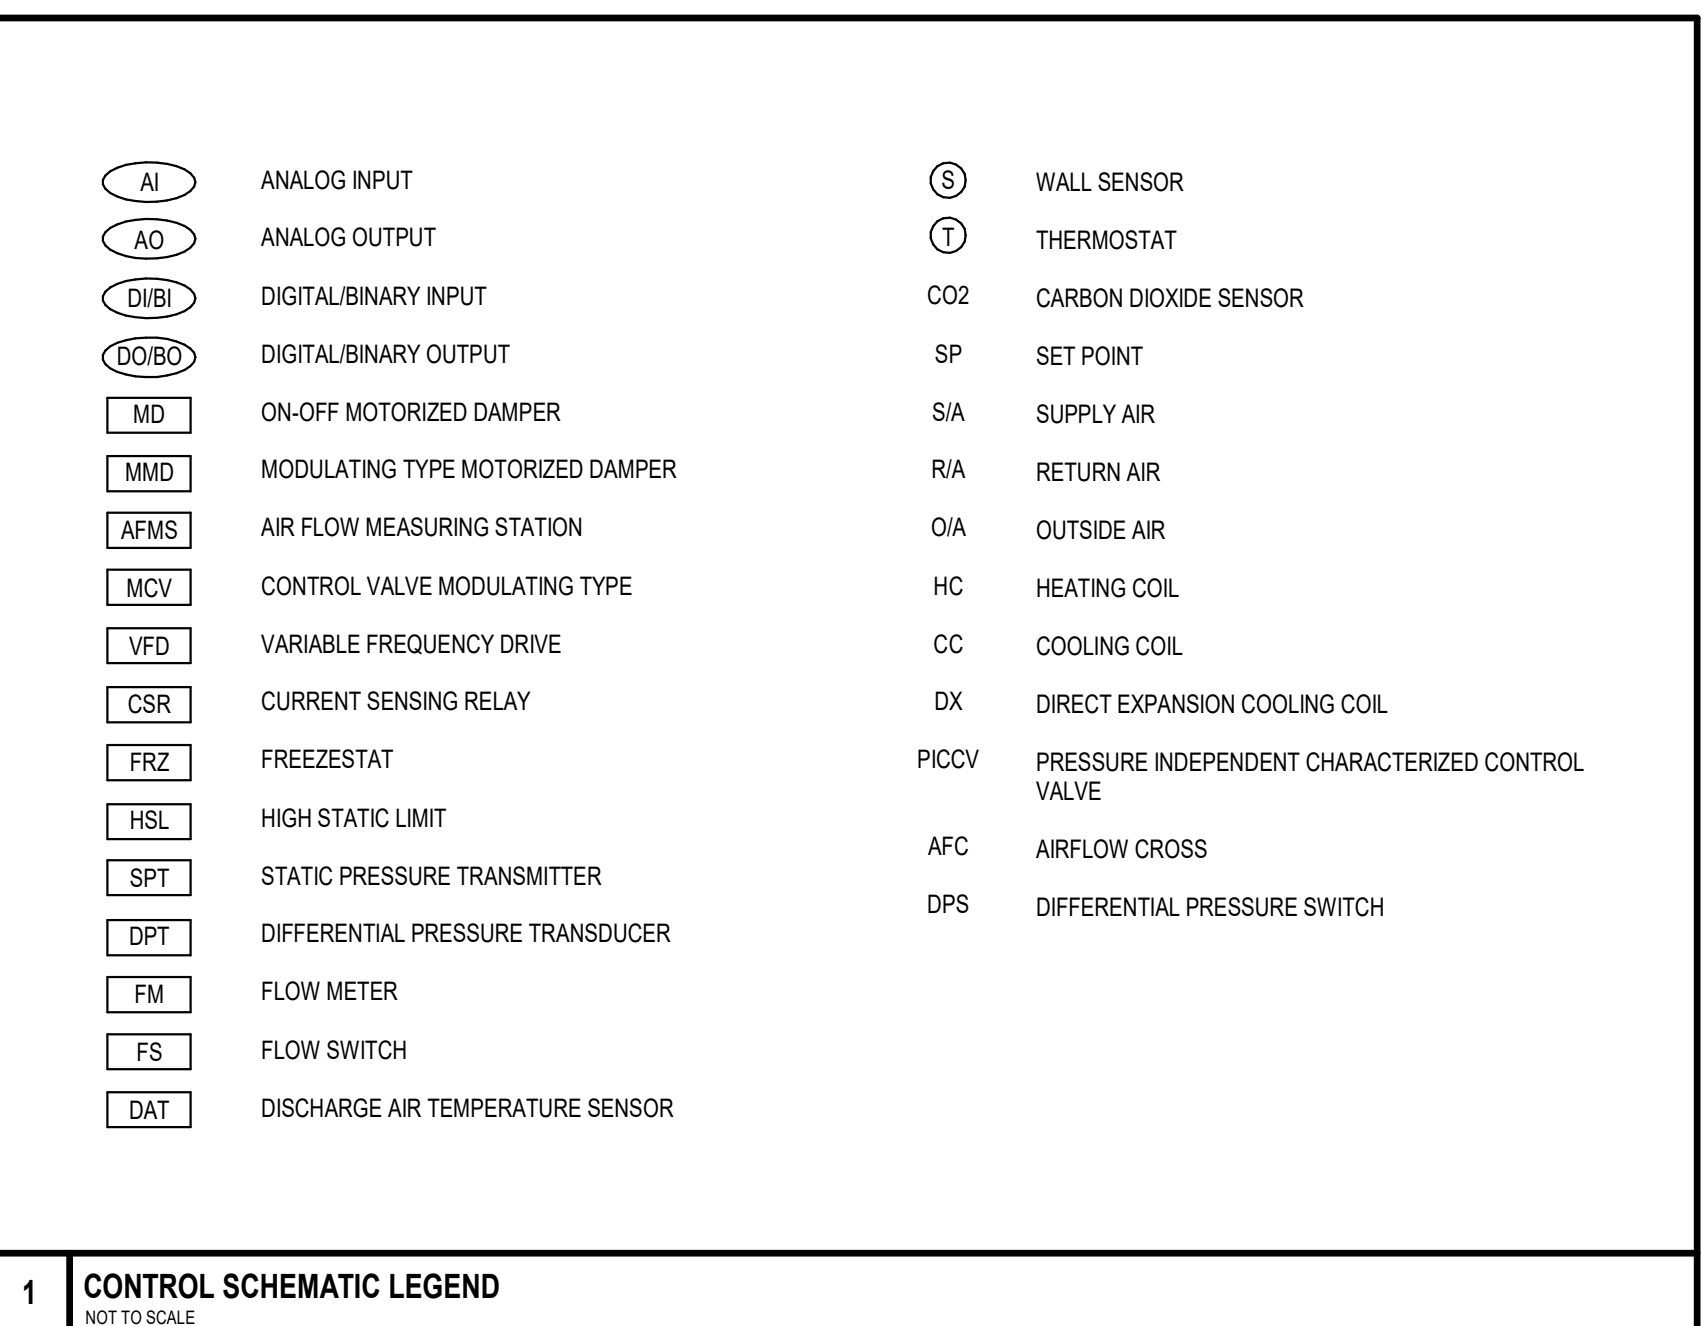 AI ANALOG INPUT
AO ANALOG OUTPUT
DI/BI DIGITAL/BINARY INPUT
DO/BO DIGITAL/BINARY OUTPUT
MD ON-OFF MOTORIZED DAMPER
MMD MODULATING TYPE MOTORIZED DAMPER
AFMS AIR FLOW MEASURING STATION
MCV CONTROL VALVE MODULATING TYPE
VFD VARIABLE FREQUENCY DRIVE
CSR CURRENT SENSING RELAY
FRZ FREEZESTAT
HSL HIGH STATIC LIMIT
SPT STATIC PRESSURE TRANSMITTER
DPT DIFFERENTIAL PRESSURE TRANSDUCER
FM FLOW METER
FS FLOW SWITCH
DAT DISCHARGE AIR TEMPERATURE SENSOR
S WALL SENSOR
T THERMOSTAT
CO2 CARBON DIOXIDE SENSOR
SP SET POINT
S/A SUPPLY AIR
R/A RETURN AIR
O/A OUTSIDE AIR
HC HEATING COIL
CC COOLING COIL
DX DIRECT EXPANSION COOLING COIL
PICCV PRESSURE INDEPENDENT CHARACTERIZED CONTROL
VALVE
AFC AIRFLOW CROSS
DPS DIFFERENTIAL PRESSURE SWITCH
1 CONTROL SCHEMATIC LEGEND
NOT TO SCALE